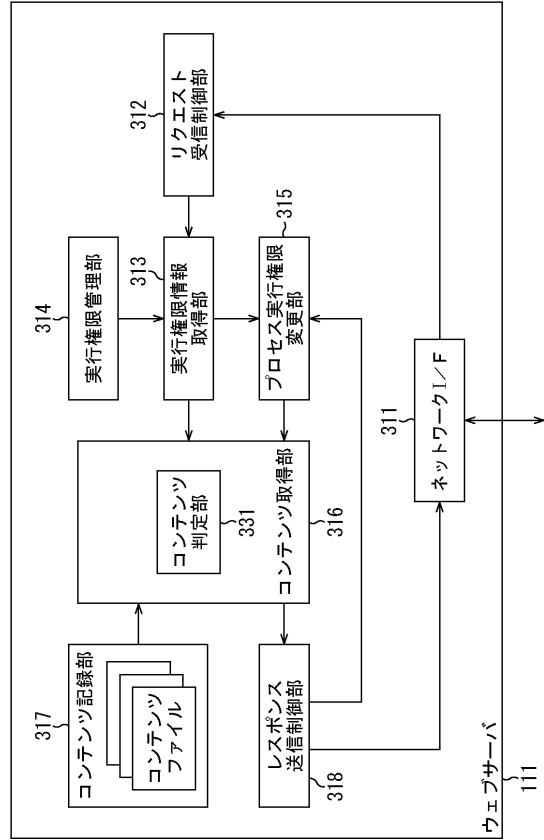 ウェブサーバ
111
317
コンテンツ記録部
コンテンツ
ファイル
314
実行権限管理部
312
リクエスト
受信制御部
313
実行権限情報
取得部
コンテンツ
判定部
331
コンテンツ取得部
316
315
プロセス実行権限
変更部
レスポンス
送信制御部
318
311
ネットワークI/F